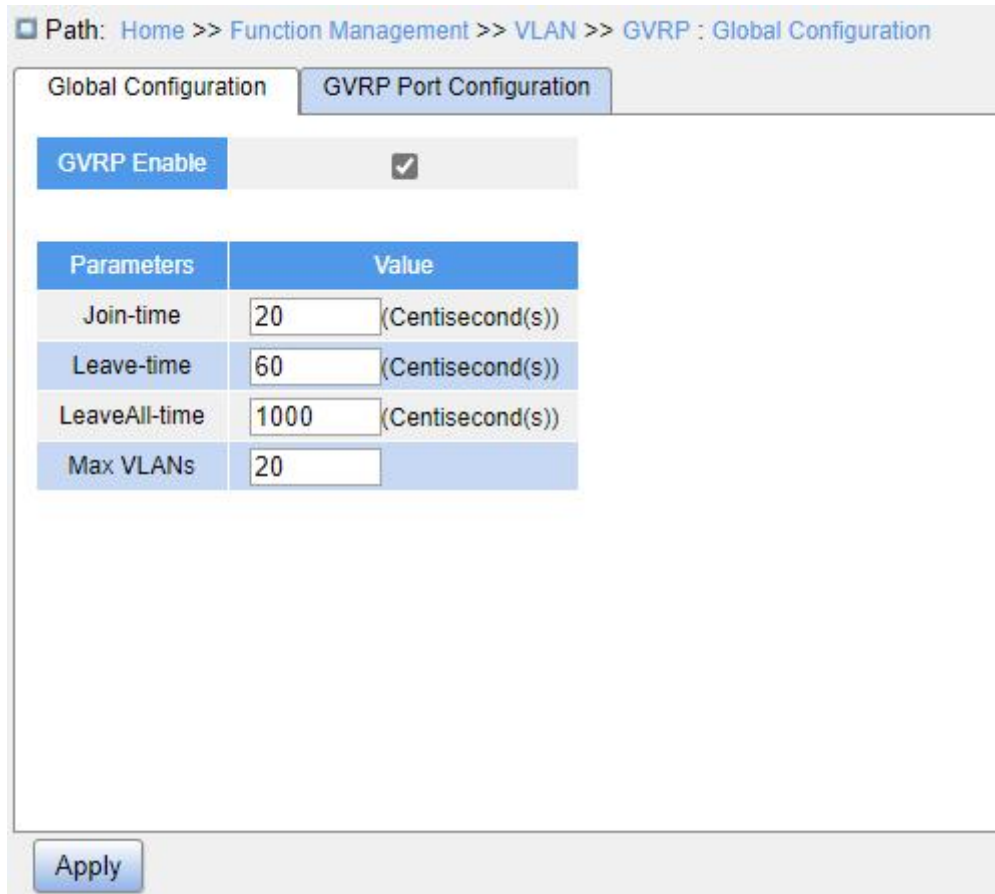 Path: Home >> Function Management >> VLAN >> GVRP : Global Configuration
Global Configuration GVRP Port Configuration
GVRP Enable
Parameters Value
Join-time 20 (Centisecond(s))
Leave-time 60 (Centisecond(s))
LeaveAll-time 1000 (Centisecond(s))
Max VLANs 20
Apply